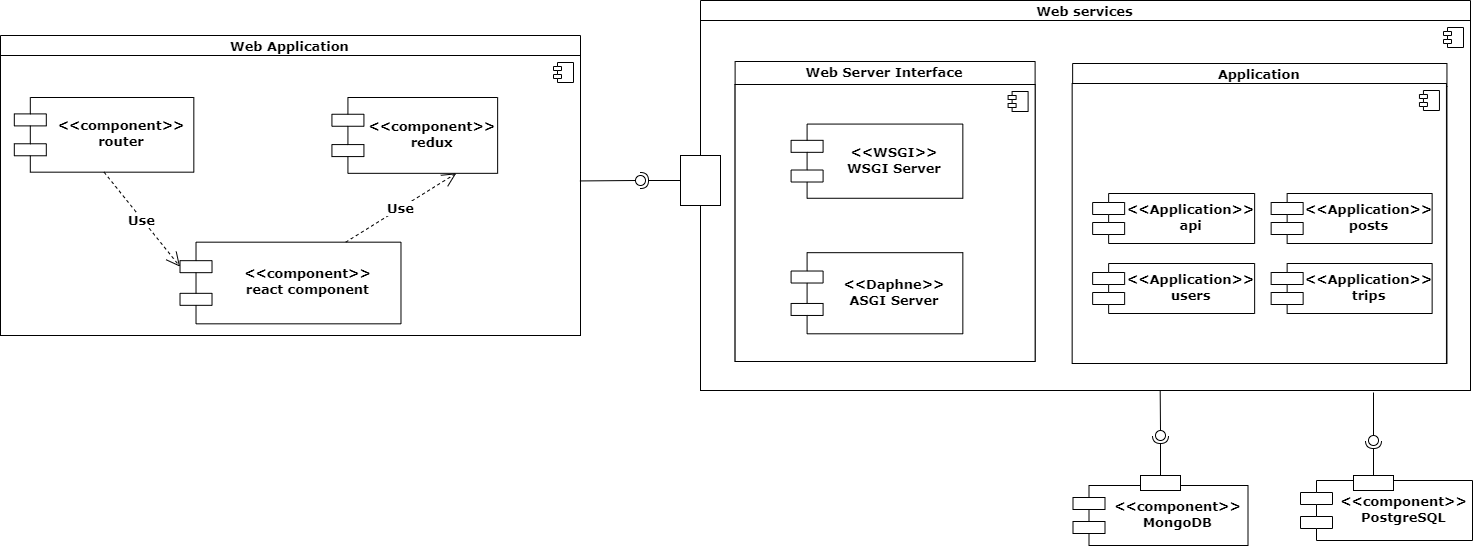 Web Application
<<component>>
router
<<component>>
redux
Use
Use
<<component>>
react component
Web services
Web Server Interface
<<WSGI>>
WSGI Server
<<Daphne>>
ASGI Server
Application
<<Application>>
api
<<Application>>
posts
<<Application>>
users
<<Application>>
trips
<<component>>
MongoDB
<<component>>
PostgreSQL